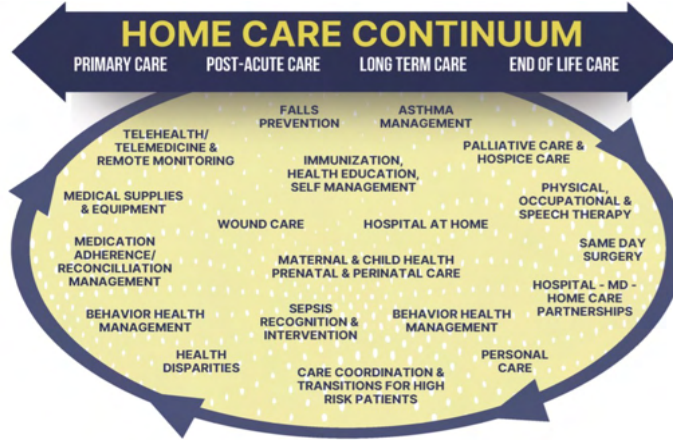 HOME CARE CONTINUUM
PRIMARY CARE POST-ACUTE CARE LONG TERM CARE END OF LIFE CARE
FALLS
PREVENTION
ASTHMA
MANAGEMENT
TELEHEALTH/
TELEMEDICINE &
REMOTE MONITORING
IMMUNIZATION,
HEALTH EDUCATION,
SELF MANAGEMENT
PALLIATIVE CARE &
HOSPICE CARE
MEDICAL SUPPLIES
& EQUIPMENT
PHYSICAL,
OCCUPATIONAL &
SPEECH THERAPY
WOUND CARE
HOSPITAL AT HOME
MEDICATION
ADHERENCE/
RECONCILLIATION
MANAGEMENT
MATERNAL & CHILD HEALTH
PRENATAL & PERINATAL CARE
SAME DAY
SURGERY
HOSPITAL - MD -
HOME CARE
PARTNERSHIPS
BEHAVIOR HEALTH
MANAGEMENT
SEPSIS
RECOGNITION &
INTERVENTION
BEHAVIOR HEALTH
MANAGEMENT
HEALTH
DISPARITIES
CARE COORDINATION &
TRANSITIONS FOR HIGH
RISK PATIENTS
PERSONAL
CARE